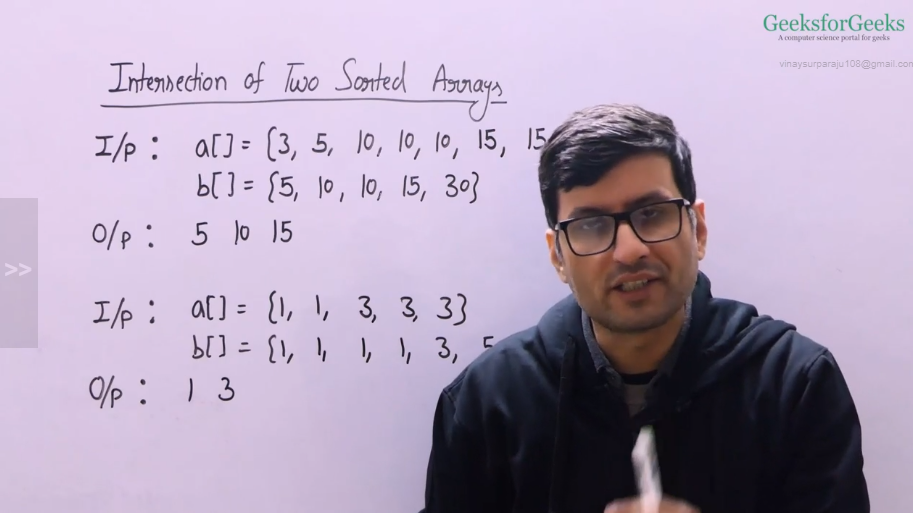 GeeksforGeeks
A computer science portal for geeks
vinaysurparaju108@gmail.com
Intersection of Two Sorted Arrays
I/p : a[] = {3, 5, 10, 10, 10, 15, 15
b[] = {5, 10, 10, 15, 30}
O/p : 5 10 15
>>
I/p : a[] = {1, 1, 3, 3, 3}
b[] = {1, 1, 1, 1, 3, 5
O/p : 1 3